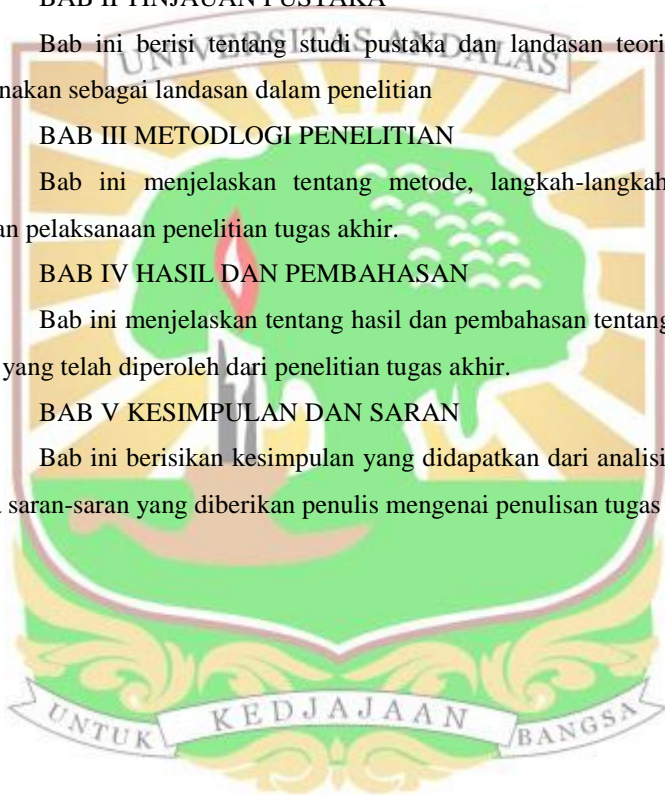 BAB II TINJAUAN PUSTAKA
Bab ini berisi tentang studi pustaka dan landasan teori
UNIVERSITAS ANDALAS
nakan sebagai landasan dalam penelitian
BAB III METODLOGI PENELITIAN
Bab ini menjelaskan tentang metode, langkah-langkah
an pelaksanaan penelitian tugas akhir.
BAB IV HASIL DAN PEMBAHASAN
Bab ini menjelaskan tentang hasil dan pembahasan tentang
yang telah diperoleh dari penelitian tugas akhir.
BAB V KESIMPULAN DAN SARAN
Bab ini berisikan kesimpulan yang didapatkan dari analisi
saran-saran yang diberikan penulis mengenai penulisan tugas
UNTUK KEDJAJAAN BANGSA